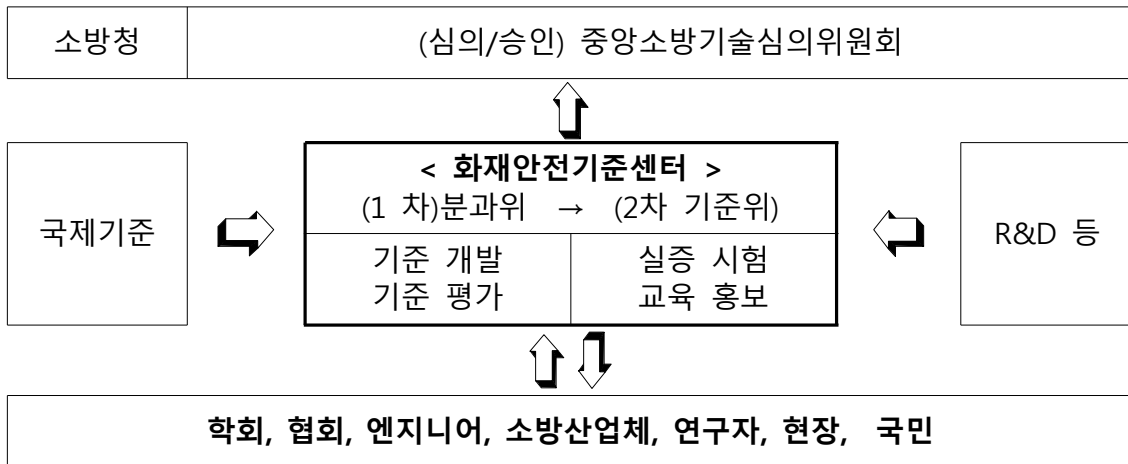 소방청
(심의/승인) 중앙소방기술심의위원회
국제기준
< 화재안전기준센터 >
(1 차)분과위 → (2차 기준위)
기준 개발
기준 평가
실증 시험
교육 홍보
R&D 등
학회, 협회, 엔지니어, 소방산업체, 연구자, 현장, 국민